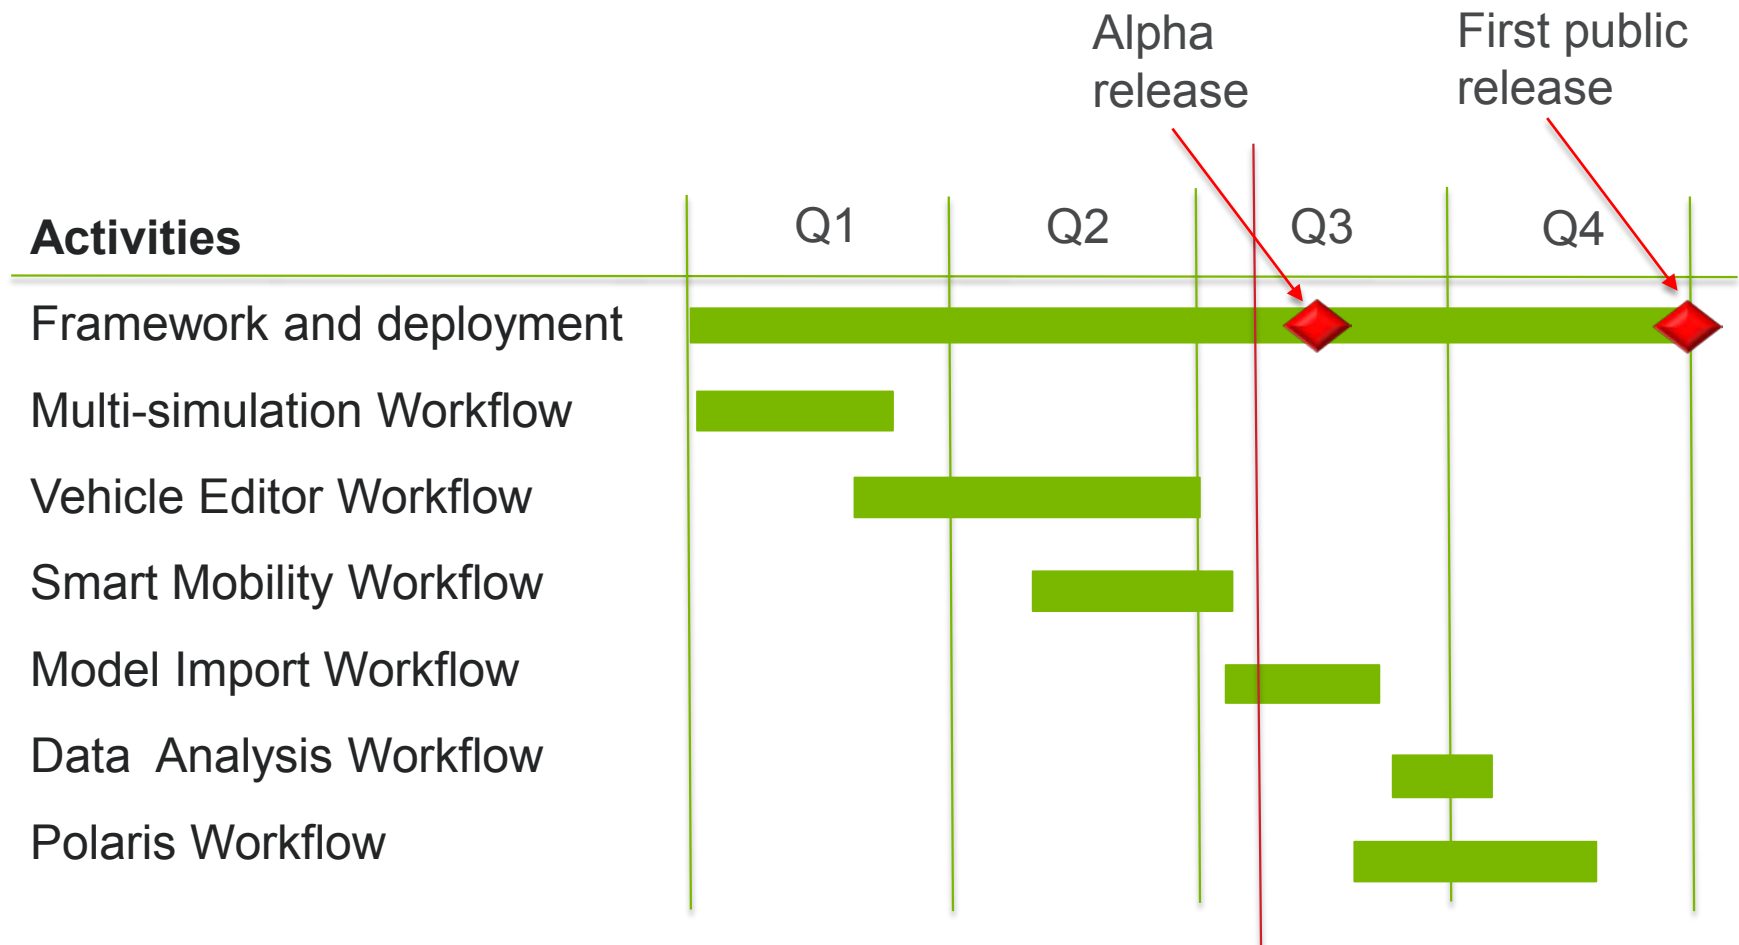 Alpha
release
First public
release
Activities
Q1
Q2
Q3
Q4
Framework and deployment
Multi-simulation Workflow
Vehicle Editor Workflow
Smart Mobility Workflow
Model Import Workflow
Data  Analysis Workflow
Polaris Workflow